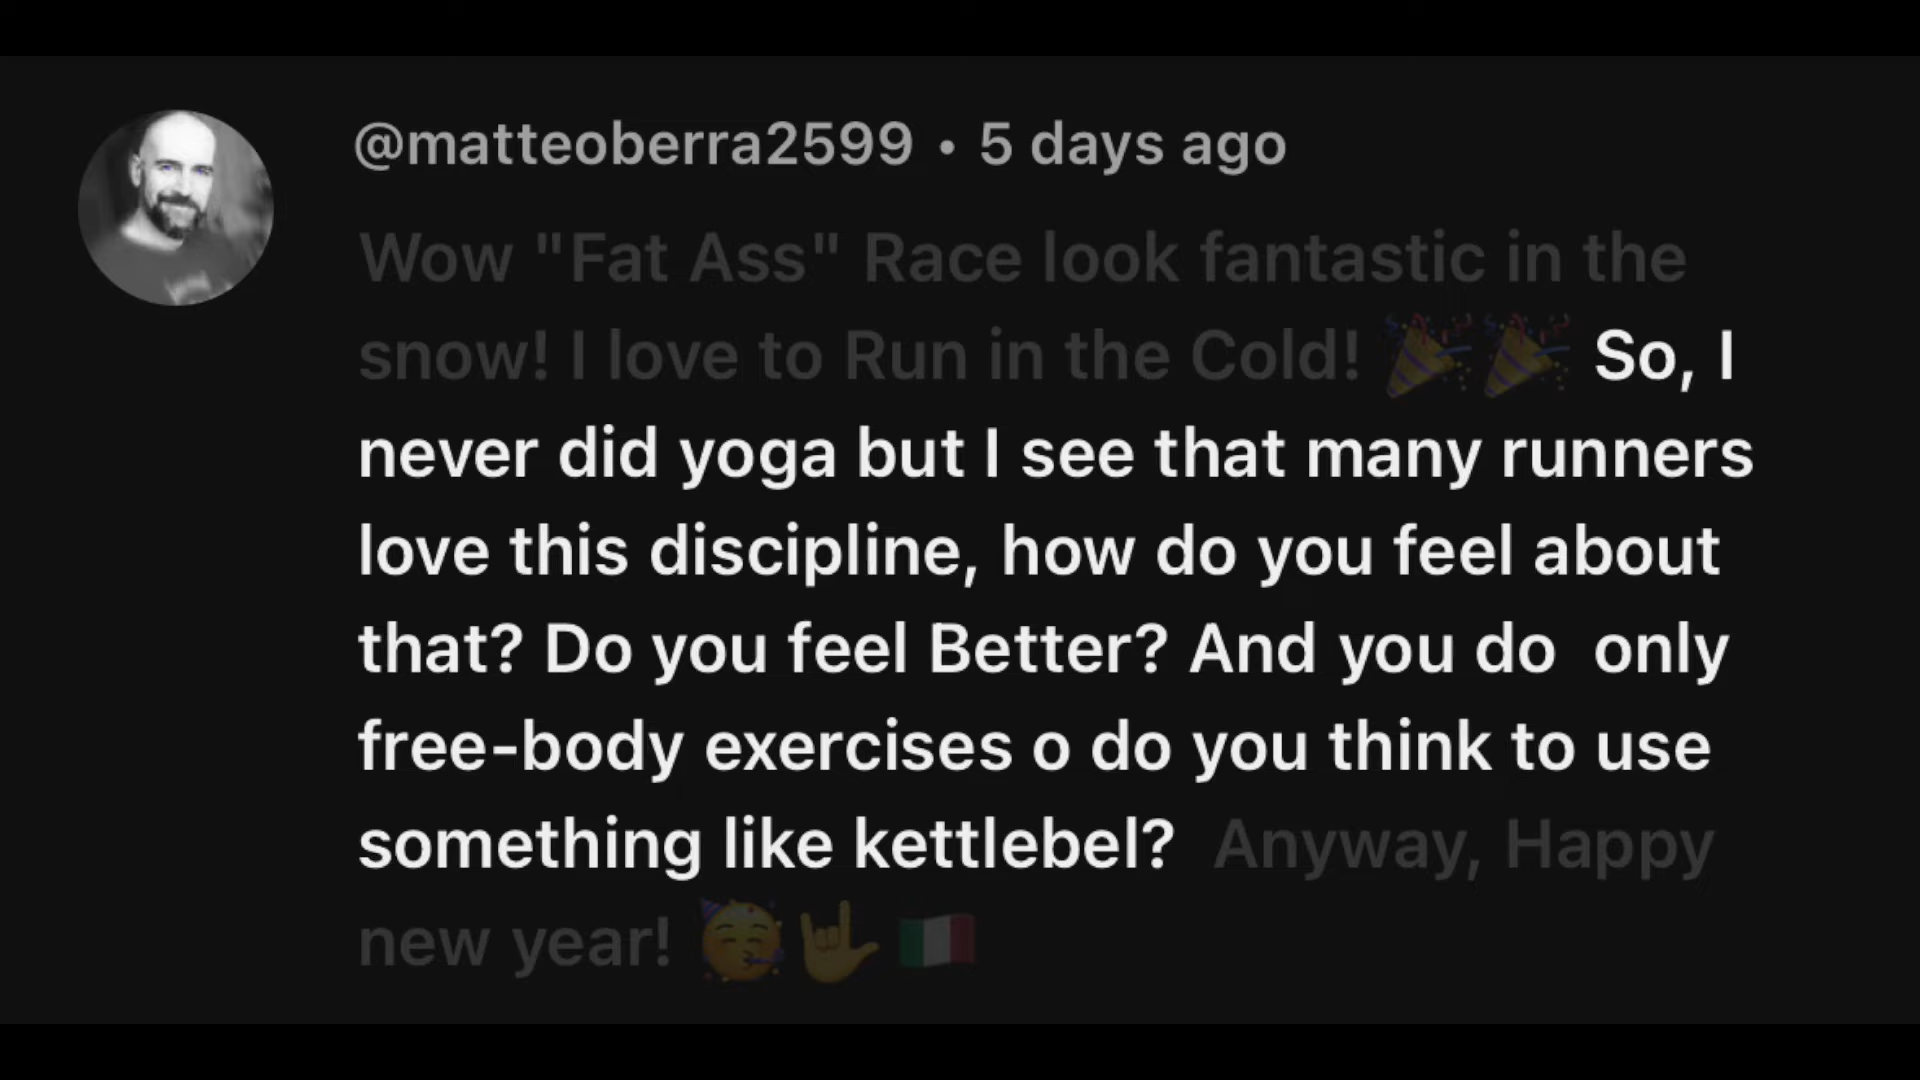 @matteoberra2599 • 5 days ago
Wow "Fat Ass" Race look fantastic in the
snow! I love to Run in the Cold! 🎉🎉 So, I
never did yoga but I see that many runners
love this discipline, how do you feel about
that? Do you feel Better? And you do  only
free-body exercises o do you think to use
something like kettlebel?  Anyway, Happy
new year! 🥳🤟🇮🇹